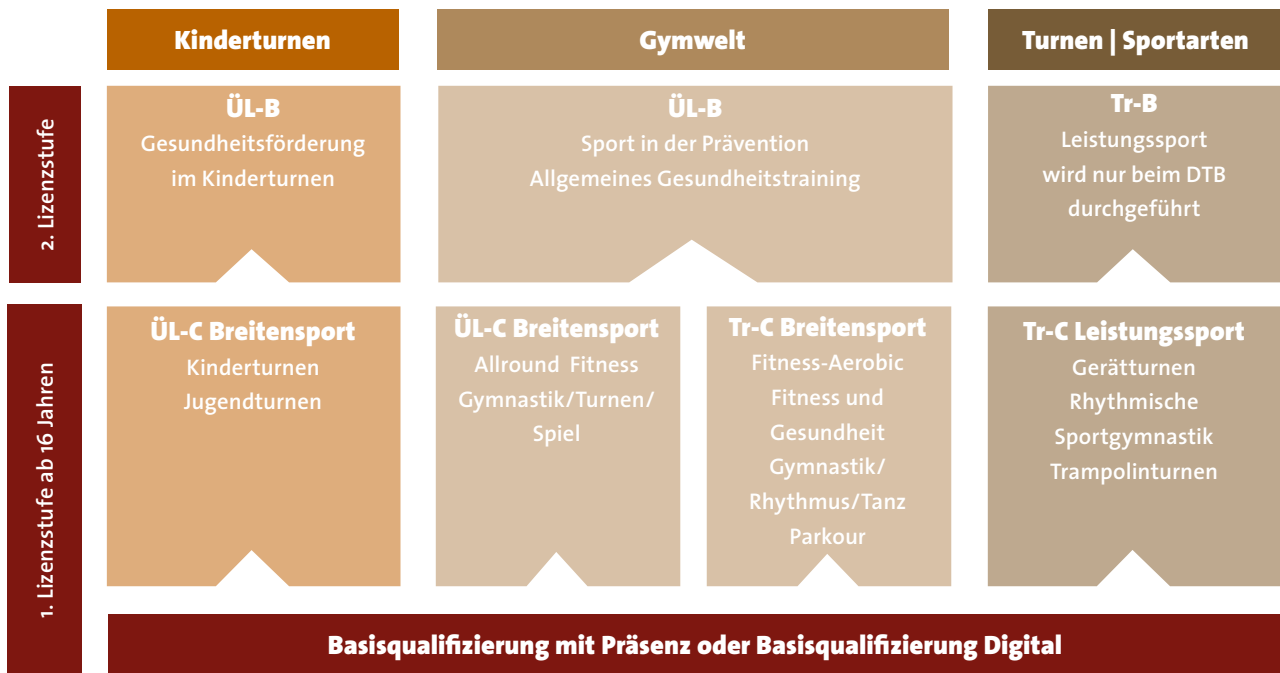 Kinderturnen
Gymwelt
Turnen | Sportarten
2. Lizenzstufe
ÜL-B
Gesundheitsförderung
im Kinderturnen
ÜL-B
Sport in der Prävention
Allgemeines Gesundheitstraining
Tr-B
Leistungssport
wird nur beim DTB
durchgeführt
1. Lizenzstufe ab 16 Jahren
ÜL-C Breitensport
Kinderturnen
Jugendturnen
ÜL-C Breitensport
Allround Fitness
Gymnastik/Turnen/
Spiel
Tr-C Breitensport
Fitness-Aerobic
Fitness und
Gesundheit
Gymnastik/
Rhythmus/Tanz
Parkour
Tr-C Leistungssport
Gerätturnen
Rhythmische
Sportgymnastik
Trampolinturnen
Basisqualifizierung mit Präsenz oder Basisqualifizierung Digital